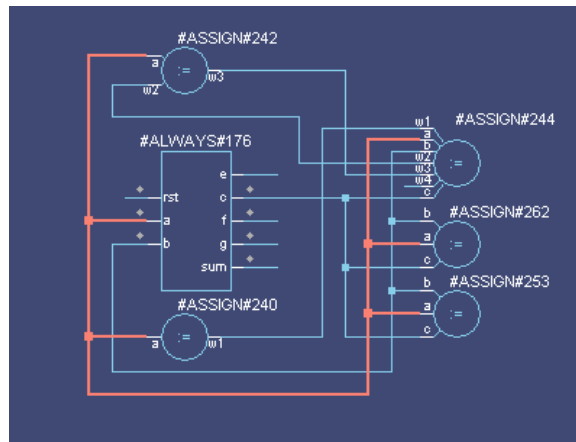 #ASSIGN#242
a
:=
w2
w3
#ASSIGN#244
w1
a
b
w2
w3
w4
c
:=
#ALWAYS#176
e
rst
c
a
f
b
g
sum
#ASSIGN#262
b
a
:=
c
#ASSIGN#253
b
a
:=
c
#ASSIGN#240
a
:=
w1